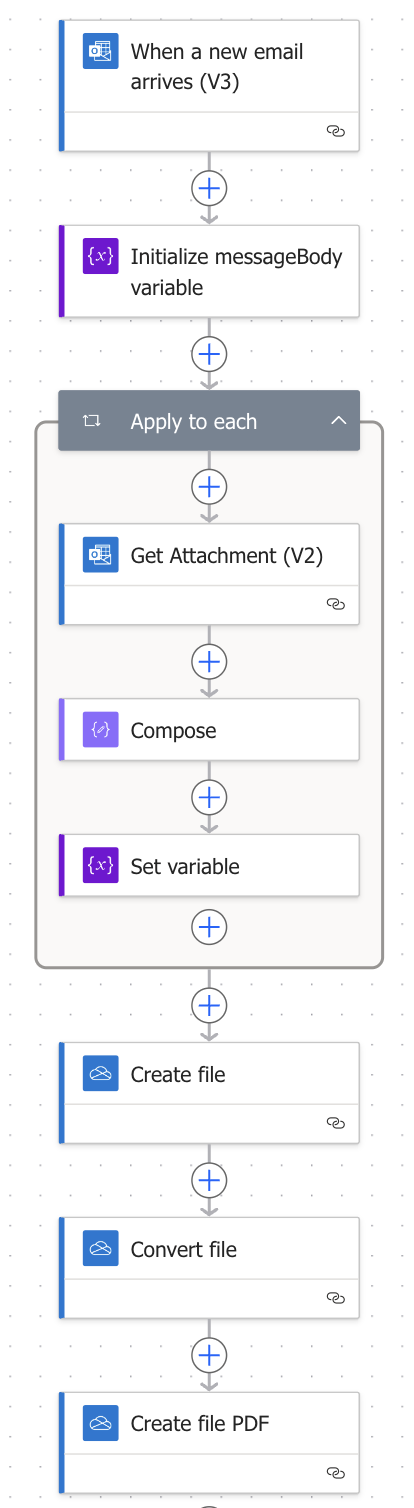 When a new email
arrives (V3)
{x}
Initialize messageBody
variable
Apply to each
Get Attachment (V2)
Compose
{x}
Set variable
Create file
Convert file
Create file PDF